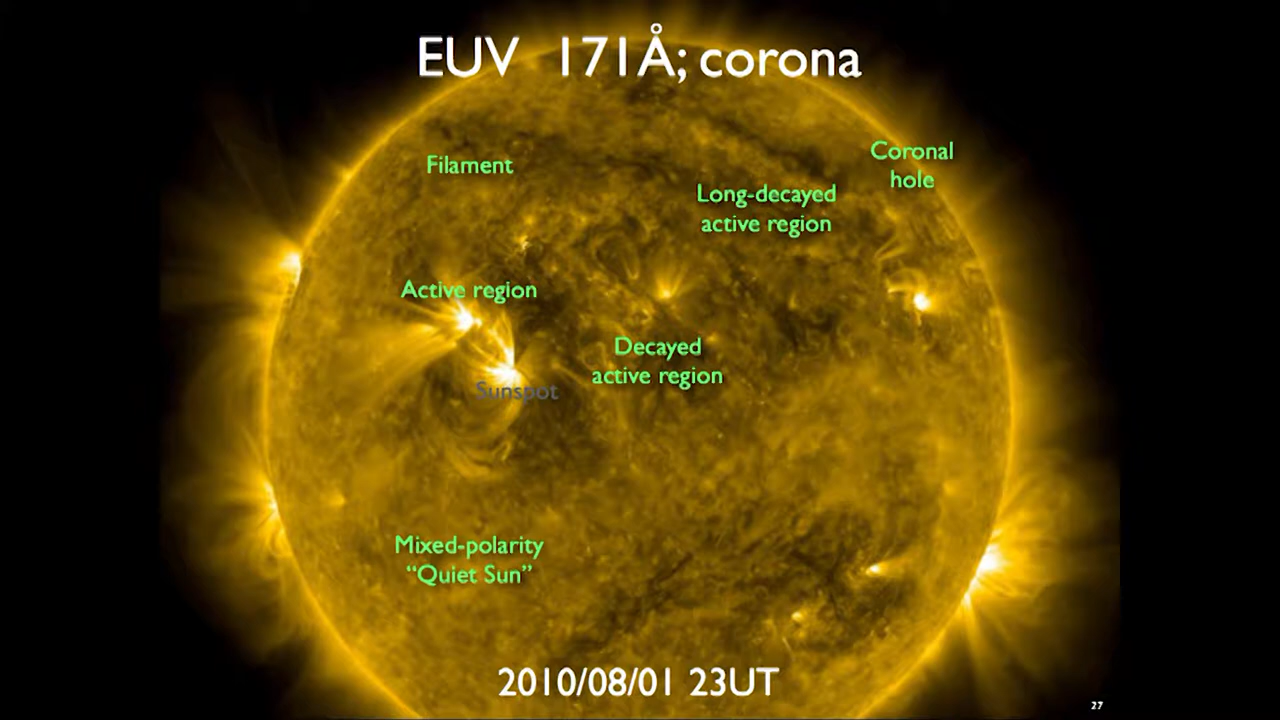 EUV 171Å; corona
Filament
Coronal
hole
Long-decayed
active region
Active region
Decayed
active region
Sunspot
Mixed-polarity
“Quiet Sun”
2010/08/01 23UT
27